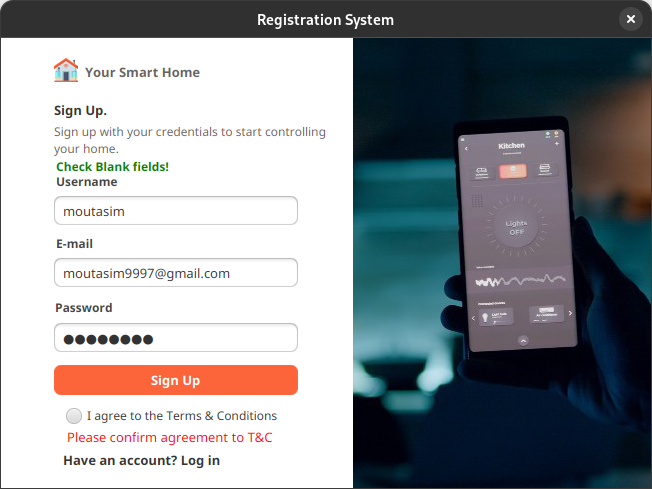 Registration System
Your Smart Home
Sign Up.
Sign up with your credentials to start controlling
your home.
Check Blank fields!
Username
moutasim
E-mail
moutasim9997@gmail.com
Password
●●●●●●●●
Sign Up
I agree to the Terms & Conditions
Please confirm agreement to T&C
Have an account? Log in
Kitchen
Lights
OFF